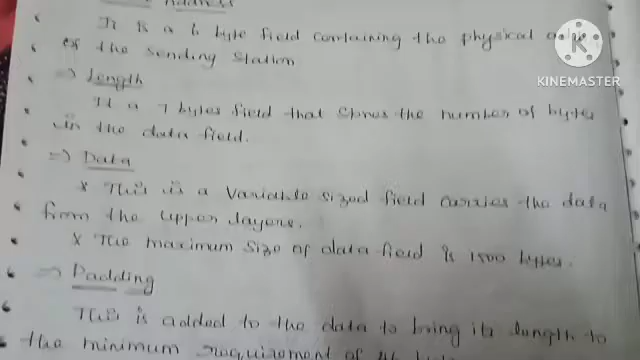 Address
It is a 6 byte field containing the physical
of the sending station
KINEMASTER
=> Length
It a 7 bytes field that stores the number of bytes
in the data field.
=> Data
x This is a variable sized field carries the data
from the upper layers.
x The maximum size of data field is 1500 bytes.
=> Padding
This is added to the data to bring its length to
the minimum requirement of 46